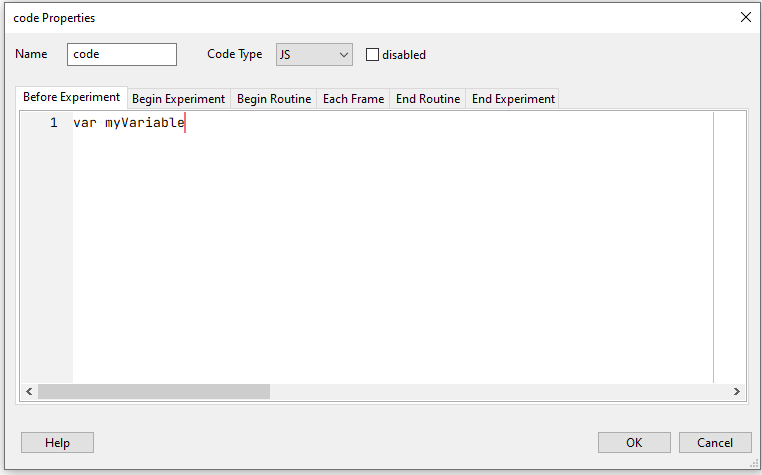 code Properties
Name code Code Type JS disabled
Before Experiment Begin Experiment Begin Routine Each Frame End Routine End Experiment
1 var myVariable
Help OK Cancel